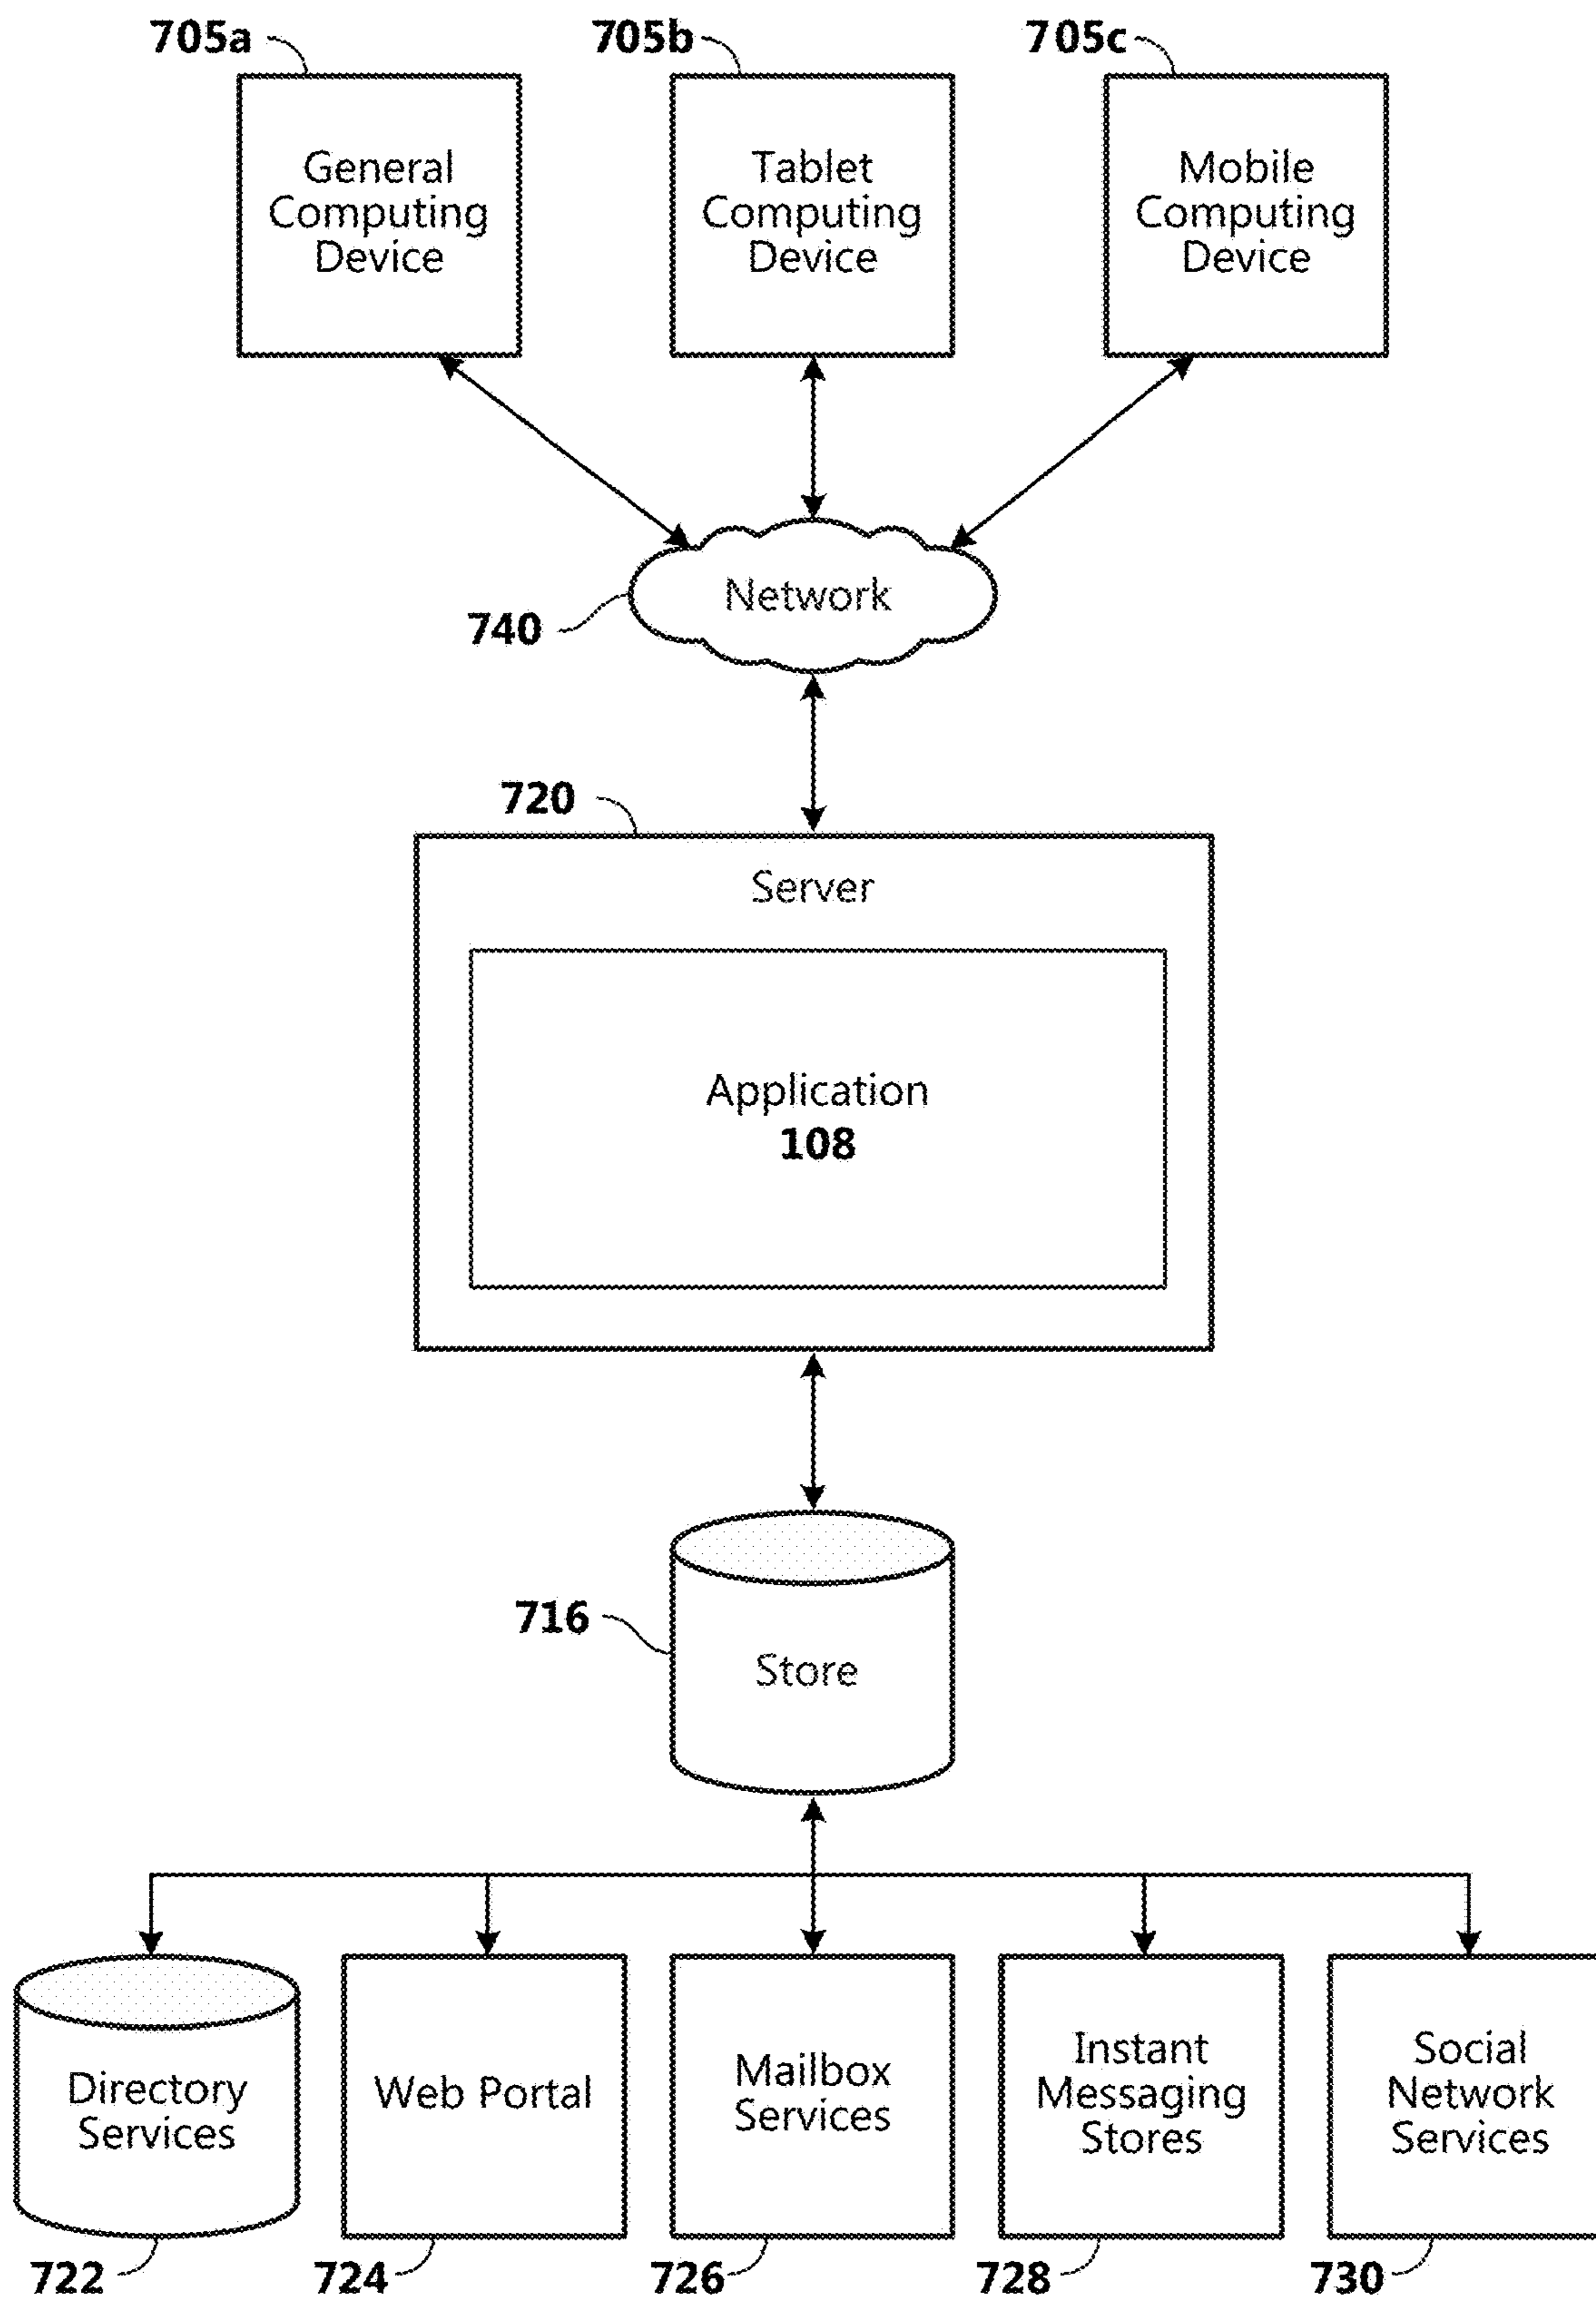 705a 705b 705c
General
Computing
Device
Tablet
Computing
Device
Mobile
Computing
Device
Network
740
720
Server
Application
108
716
Store
Directory
Services
Web Portal
Mailbox
Services
Instant
Messaging
Stores
Social
Network
Services
722 724 726 728 730